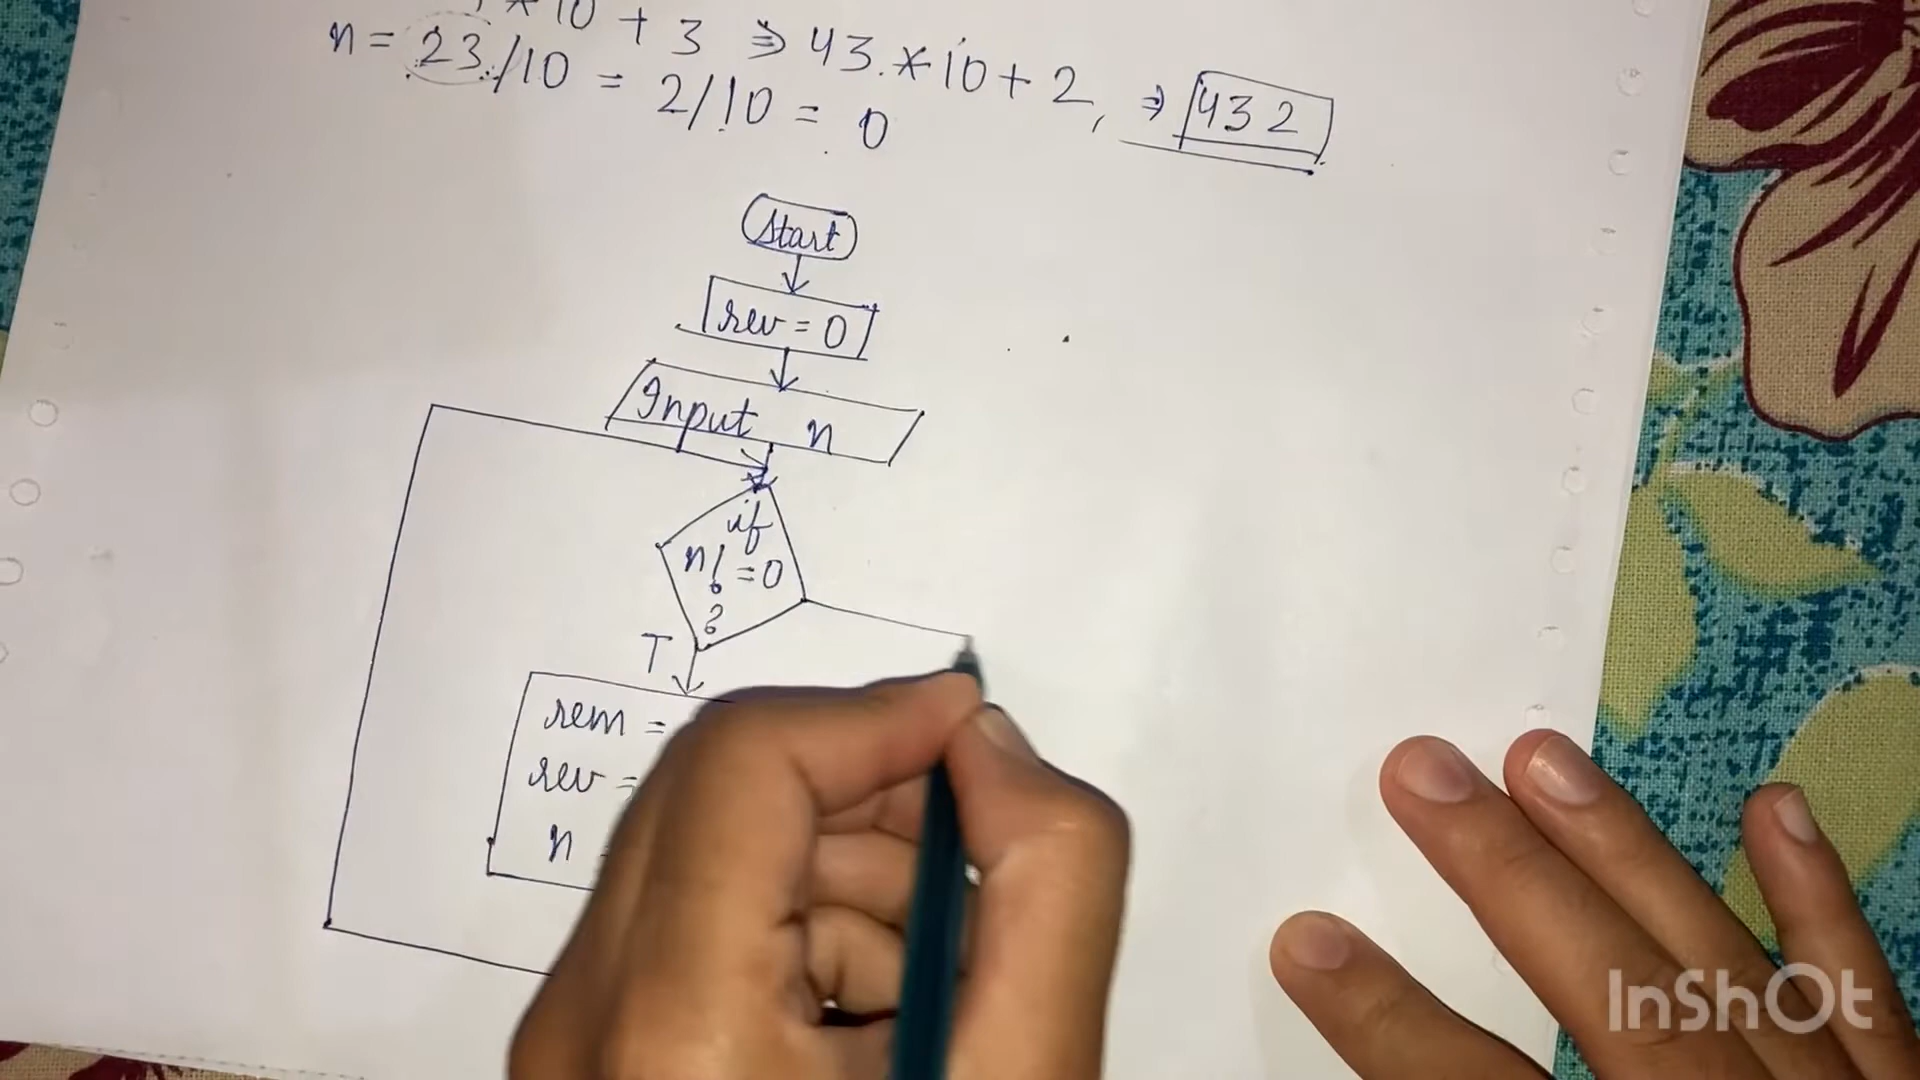 * 10 + 3 ⇒ 43 * 10 + 2, ⇒ 432
n = 23/10 = 2/10 = 0
Start
rev = 0
Input n
if
n! = 0
?
T
rem =
rev =
n
InShOt